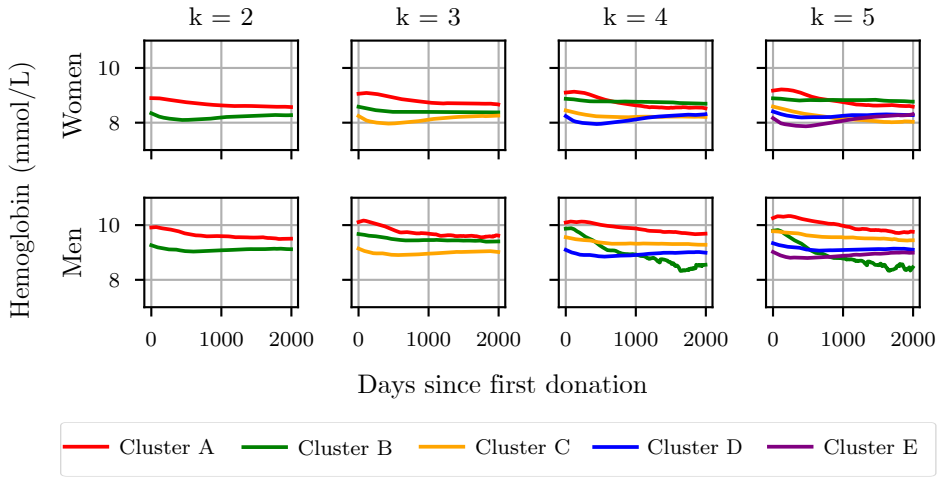 k = 2 k = 3 k = 4 k = 5
Hemoglobin (mmol/L)
Women
10
8
Men
10
8
0 1000 2000 0 1000 2000 0 1000 2000 0 1000 2000
Days since first donation
Cluster A Cluster B Cluster C Cluster D Cluster E